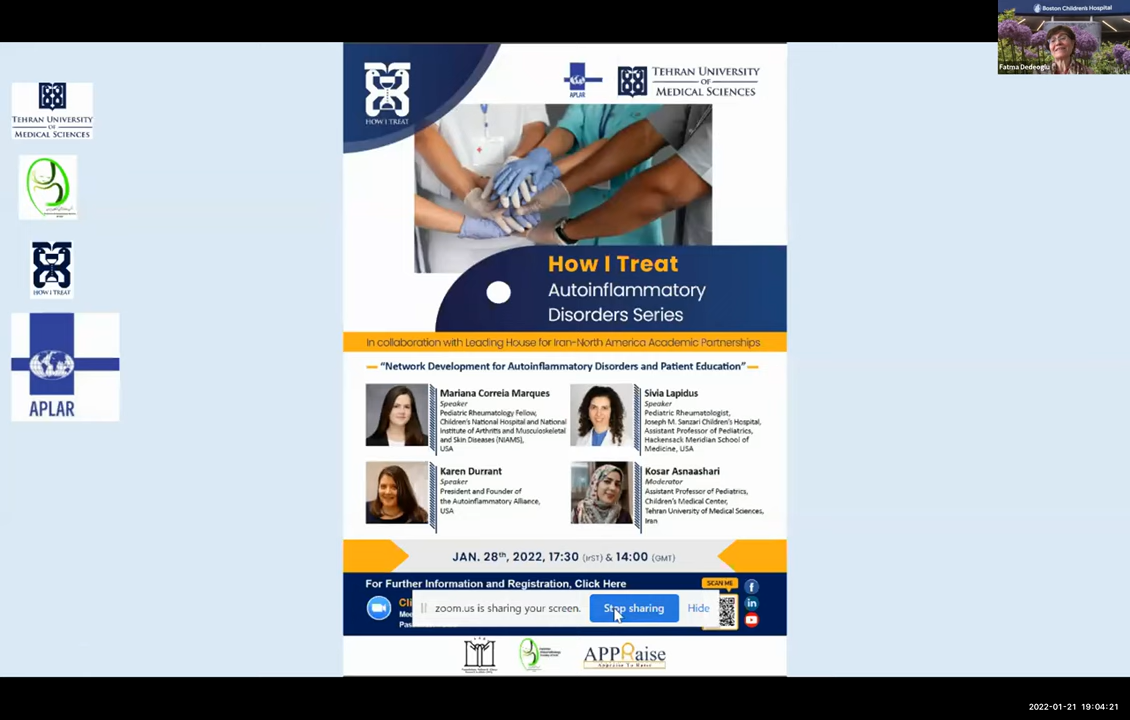 Boston Children's Hospital
Fatma Dedeoglu
TEHRAN UNIVERSITY
OF
MEDICAL SCIENCES
HOW I TREAT
APLAR
HOW I TREAT
APLAR
TEHRAN UNIVERSITY
OF
MEDICAL SCIENCES
How I Treat
Autoinflammatory
Disorders Series
In collaboration with Leading House for Iran-North America Academic Partnerships
"Network Development for Autoinflammatory Disorders and Patient Education"
Mariana Correia Marques
Speaker
Pediatric Rheumatology Fellow,
Children's National Hospital and National
Institute of Arthritis and Musculoskeletal
and Skin Diseases (NIAMS),
USA
Sivia Lapidus
Speaker
Pediatric Rheumatologist,
Joseph M. Sanzari Children's Hospital,
Assistant Professor of Pediatrics,
Hackensack Meridian School of
Medicine, USA
Karen Durrant
Speaker
President and Founder of
the Autoinflammatory Alliance,
USA
Kosar Asnaashari
Moderator
Assistant Professor of Pediatrics,
Children's Medical Center,
Tehran University of Medical Sciences,
Iran
JAN. 28th, 2022, 17:30 (IrST) & 14:00 (GMT)
For Further Information and Registration, Click Here
SCAN ME
zoom.us is sharing your screen.
Stop sharing
Hide
APPRaise
Appraise To Raise
2022-01-21 19:04:21